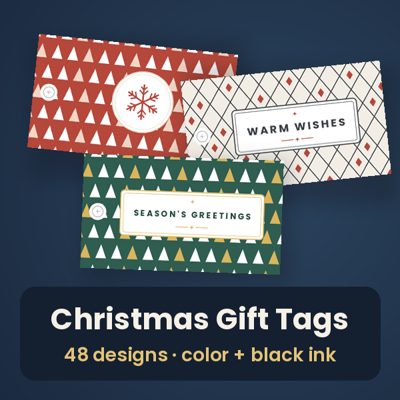 WARM WISHES
SEASON'S GREETINGS
Christmas Gift Tags
48 designs · color + black ink